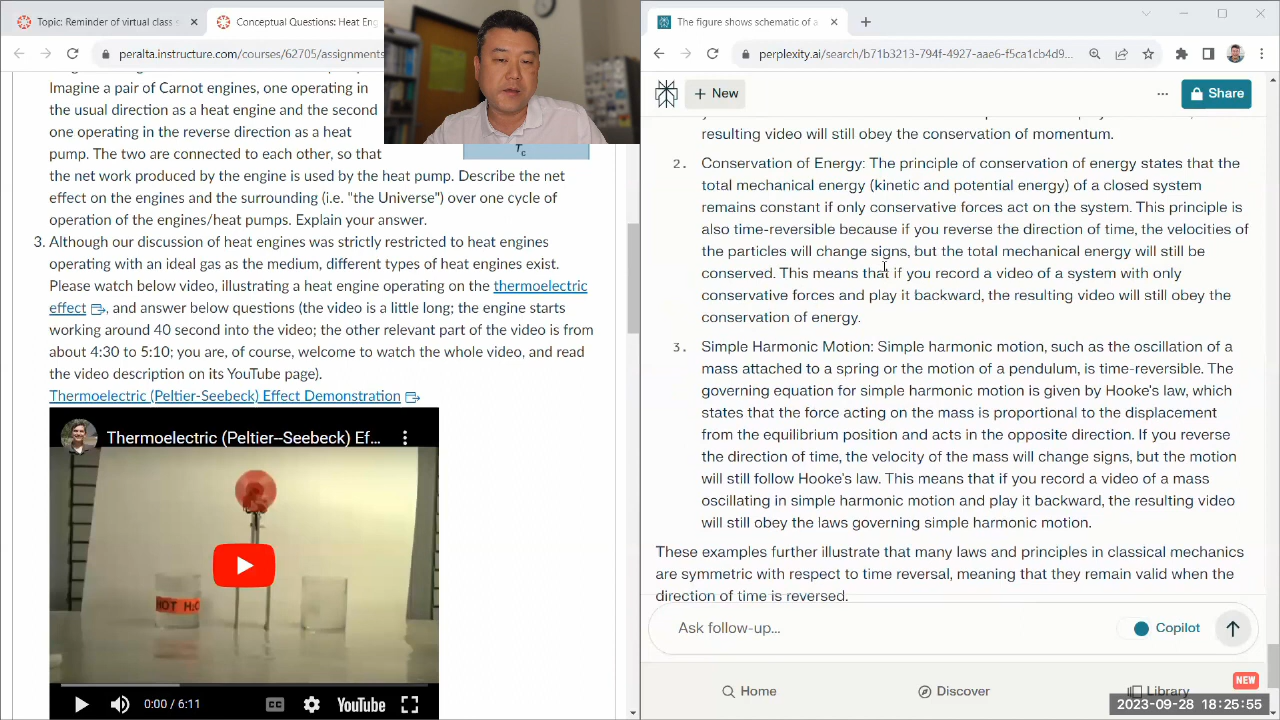 Topic: Reminder of virtual class s
Conceptual Questions: Heat Eng
The figure shows schematic of a
peralta.instructure.com/courses/62705/assignments
perplexity.ai/search/b71b3213-794f-4927-aae6-f5ca1cb4d9...
Imagine a pair of Carnot engines, one operating in
the usual direction as a heat engine and the second
one operating in the reverse direction as a heat
pump. The two are connected to each other, so that
the net work produced by the engine is used by the heat pump. Describe the net
effect on the engines and the surrounding (i.e. "the Universe") over one cycle of
operation of the engines/heat pumps. Explain your answer.
Tc
3. Although our discussion of heat engines was strictly restricted to heat engines
operating with an ideal gas as the medium, different types of heat engines exist.
Please watch below video, illustrating a heat engine operating on the thermoelectric
effect, and answer below questions (the video is a little long; the engine starts
working around 40 second into the video; the other relevant part of the video is from
about 4:30 to 5:10; you are, of course, welcome to watch the whole video, and read
the video description on its YouTube page).
Thermoelectric (Peltier-Seebeck) Effect Demonstration
Thermoelectric (Peltier--Seebeck) Ef...
HOT H2O
0:00 / 6:11
CC
YouTube
+ New
...
Share
resulting video will still obey the conservation of momentum.
2. Conservation of Energy: The principle of conservation of energy states that the
total mechanical energy (kinetic and potential energy) of a closed system
remains constant if only conservative forces act on the system. This principle is
also time-reversible because if you reverse the direction of time, the velocities of
the particles will change signs, but the total mechanical energy will still be
conserved. This means that if you record a video of a system with only
conservative forces and play it backward, the resulting video will still obey the
conservation of energy.
3. Simple Harmonic Motion: Simple harmonic motion, such as the oscillation of a
mass attached to a spring or the motion of a pendulum, is time-reversible. The
governing equation for simple harmonic motion is given by Hooke's law, which
states that the force acting on the mass is proportional to the displacement
from the equilibrium position and acts in the opposite direction. If you reverse
the direction of time, the velocity of the mass will change signs, but the motion
will still follow Hooke's law. This means that if you record a video of a mass
oscillating in simple harmonic motion and play it backward, the resulting video
will still obey the laws governing simple harmonic motion.
These examples further illustrate that many laws and principles in classical mechanics
are symmetric with respect to time reversal, meaning that they remain valid when the
direction of time is reversed.
Ask follow-up...
Copilot
Home
Discover
Library
NEW
2023-09-28 18:25:55